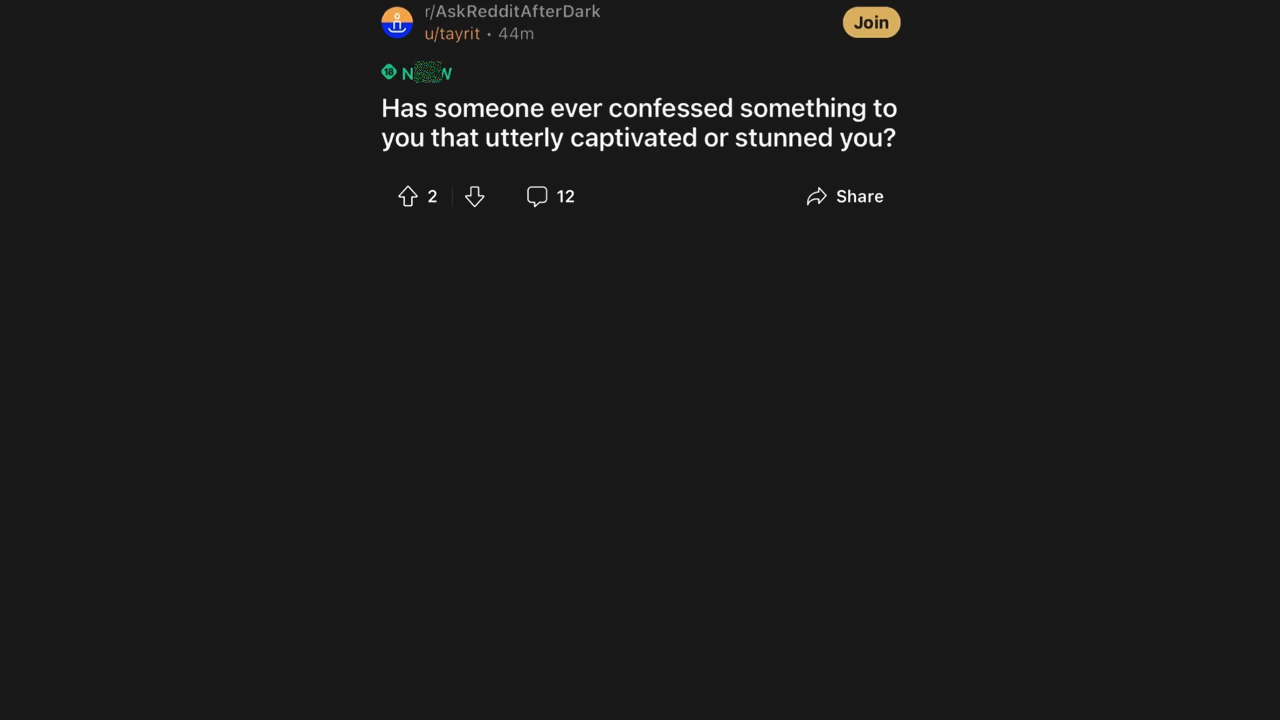 r/AskRedditAfterDark
u/tayrit • 44m
Join
18
Has someone ever confessed something to
you that utterly captivated or stunned you?
2
12
Share